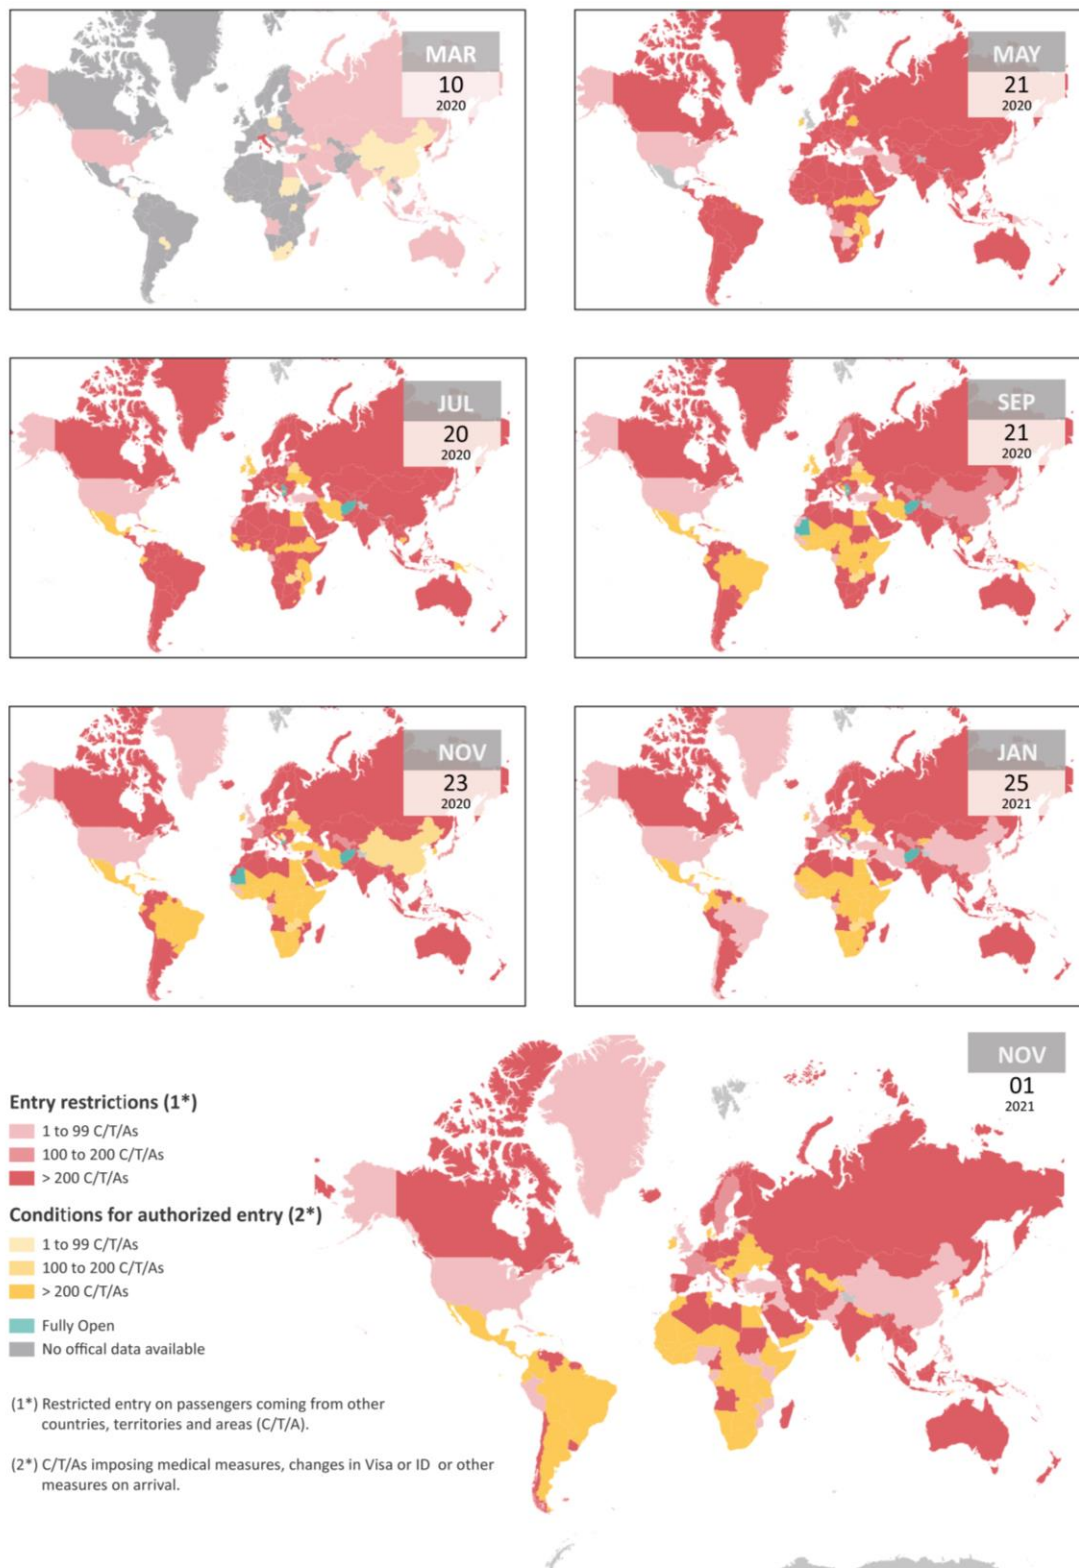 MAR
10
2020
MAY
21
2020
JUL
20
2020
SEP
21
2020
NOV
23
2020
JAN
25
2021
NOV
01
2021
Entry restrictions (1*)
1 to 99 C/T/As
100 to 200 C/T/As
> 200 C/T/As
Conditions for authorized entry (2*)
1 to 99 C/T/As
100 to 200 C/T/As
> 200 C/T/As
Fully Open
No offical data available
(1*) Restricted entry on passengers coming from other
countries, territories and areas (C/T/A).
(2*) C/T/As imposing medical measures, changes in Visa or ID or other
measures on arrival.